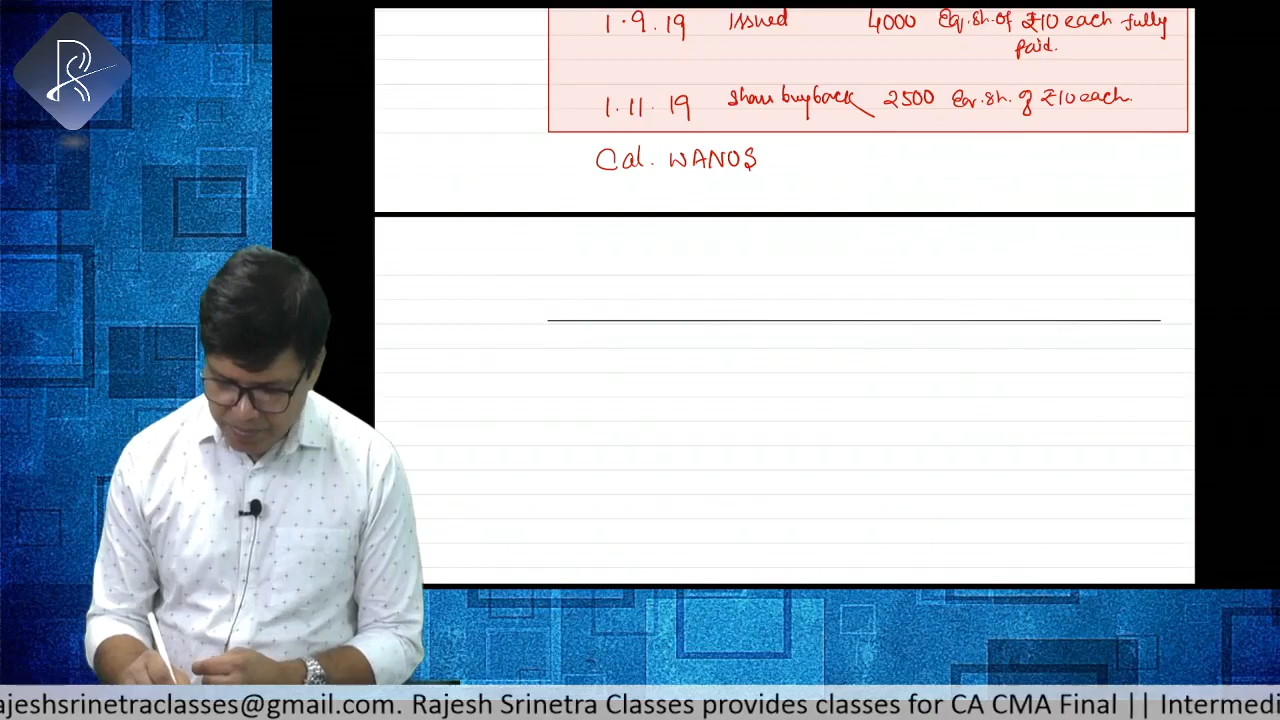 1.9.19 Issued 4000 Eq.sh.of ₹10 each fully
paid.
1.11.19 Share buyback 2500 Eq.sh. of ₹10 each.
Cal. WANOS
RS
ajeshsrinetraclasses@gmail.com. Rajesh Srinetra Classes provides classes for CA CMA Final || Intermedi